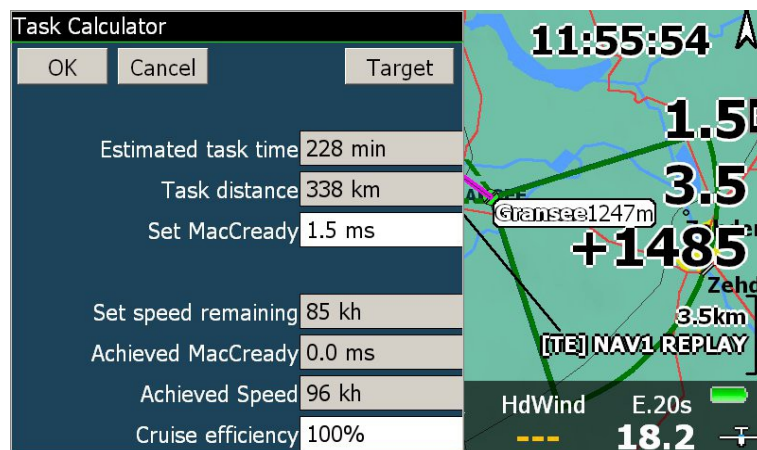 Task Calculator
OK Cancel Target
Estimated task time 228 min
Task distance 338 km
Set MacCready 1.5 ms
Set speed remaining 85 kh
Achieved MacCready 0.0 ms
Achieved Speed 96 kh
Cruise efficiency 100%
11:55:54
1.5
3.5
Gransee1247m
+1485
Zehd
3.5km
[TE] NAV1 REPLAY
HdWind E.20s
--- 18.2